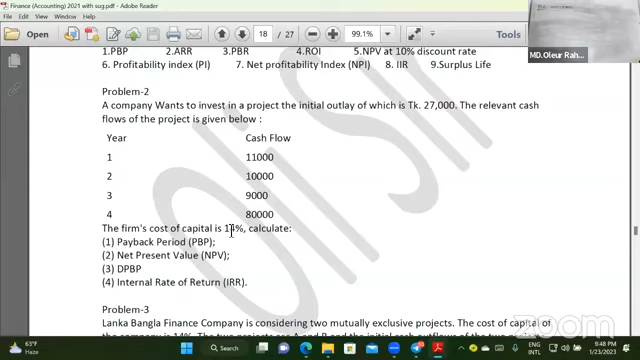 Finance (Accounting) 2021 with sug.pdf - Adobe Reader
File Edit View Window Help
18 / 27
99.1%
Tools
MD.Oleur Rah...
1.PBP 2.ARR 3.PBR 4.ROI 5.NPV at 10% discount rate
6. Profitability index (PI) 7. Net profitability Index (NPI) 8. IIR 9.Surplus Life
Problem-2
A company Wants to invest in a project the initial outlay of which is Tk. 27,000. The relevant cash
flows of the project is given below :
Year Cash Flow
1 11000
2 10000
3 9000
4 80000
The firm's cost of capital is 14%, calculate:
(1) Payback Period (PBP);
(2) Net Present Value (NPV);
(3) DPBP
(4) Internal Rate of Return (IRR).
Problem-3
Lanka Bangla Finance Company is considering two mutually exclusive projects. The cost of capital
zoom
63°F
Haze
Search
ENG
INTL
9:48 PM
1/23/2023